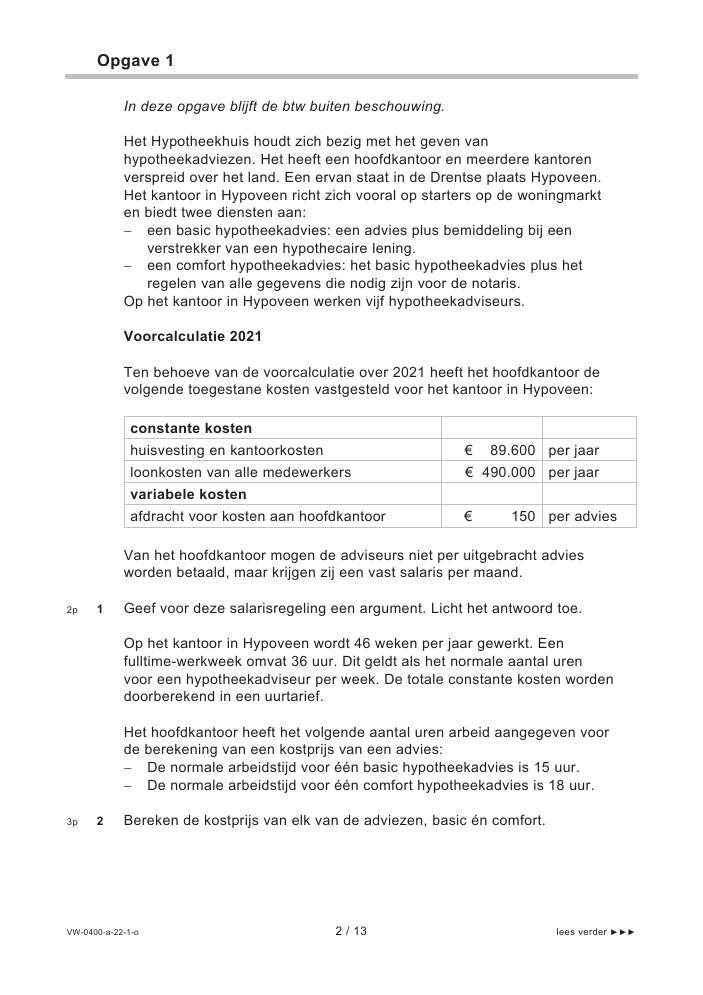 Opgave 1
In deze opgave blijft de btw buiten beschouwing.
Het Hypotheekhuis houdt zich bezig met het geven van
hypotheekadviezen. Het heeft een hoofdkantoor en meerdere kantoren
verspreid over het land. Een ervan staat in de Drentse plaats Hypoveen.
Het kantoor in Hypoveen richt zich vooral op starters op de woningmarkt
en biedt twee diensten aan:
− een basic hypotheekadvies: een advies plus bemiddeling bij een
verstrekker van een hypothecaire lening.
− een comfort hypotheekadvies: het basic hypotheekadvies plus het
regelen van alle gegevens die nodig zijn voor de notaris.
Op het kantoor in Hypoveen werken vijf hypotheekadviseurs.
Voorcalculatie 2021
Ten behoeve van de voorcalculatie over 2021 heeft het hoofdkantoor de
volgende toegestane kosten vastgesteld voor het kantoor in Hypoveen:
constante kosten
huisvesting en kantoorkosten € 89.600 per jaar
loonkosten van alle medewerkers € 490.000 per jaar
variabele kosten
afdracht voor kosten aan hoofdkantoor € 150 per advies
Van het hoofdkantoor mogen de adviseurs niet per uitgebracht advies
worden betaald, maar krijgen zij een vast salaris per maand.
2p 1 Geef voor deze salarisregeling een argument. Licht het antwoord toe.
Op het kantoor in Hypoveen wordt 46 weken per jaar gewerkt. Een
fulltime-werkweek omvat 36 uur. Dit geldt als het normale aantal uren
voor een hypotheekadviseur per week. De totale constante kosten worden
doorberekend in een uurtarief.
Het hoofdkantoor heeft het volgende aantal uren arbeid aangegeven voor
de berekening van een kostprijs van een advies:
− De normale arbeidstijd voor één basic hypotheekadvies is 15 uur.
− De normale arbeidstijd voor één comfort hypotheekadvies is 18 uur.
3p 2 Bereken de kostprijs van elk van de adviezen, basic én comfort.
VW-0400-a-22-1-o 2 / 13 lees verder ►►►